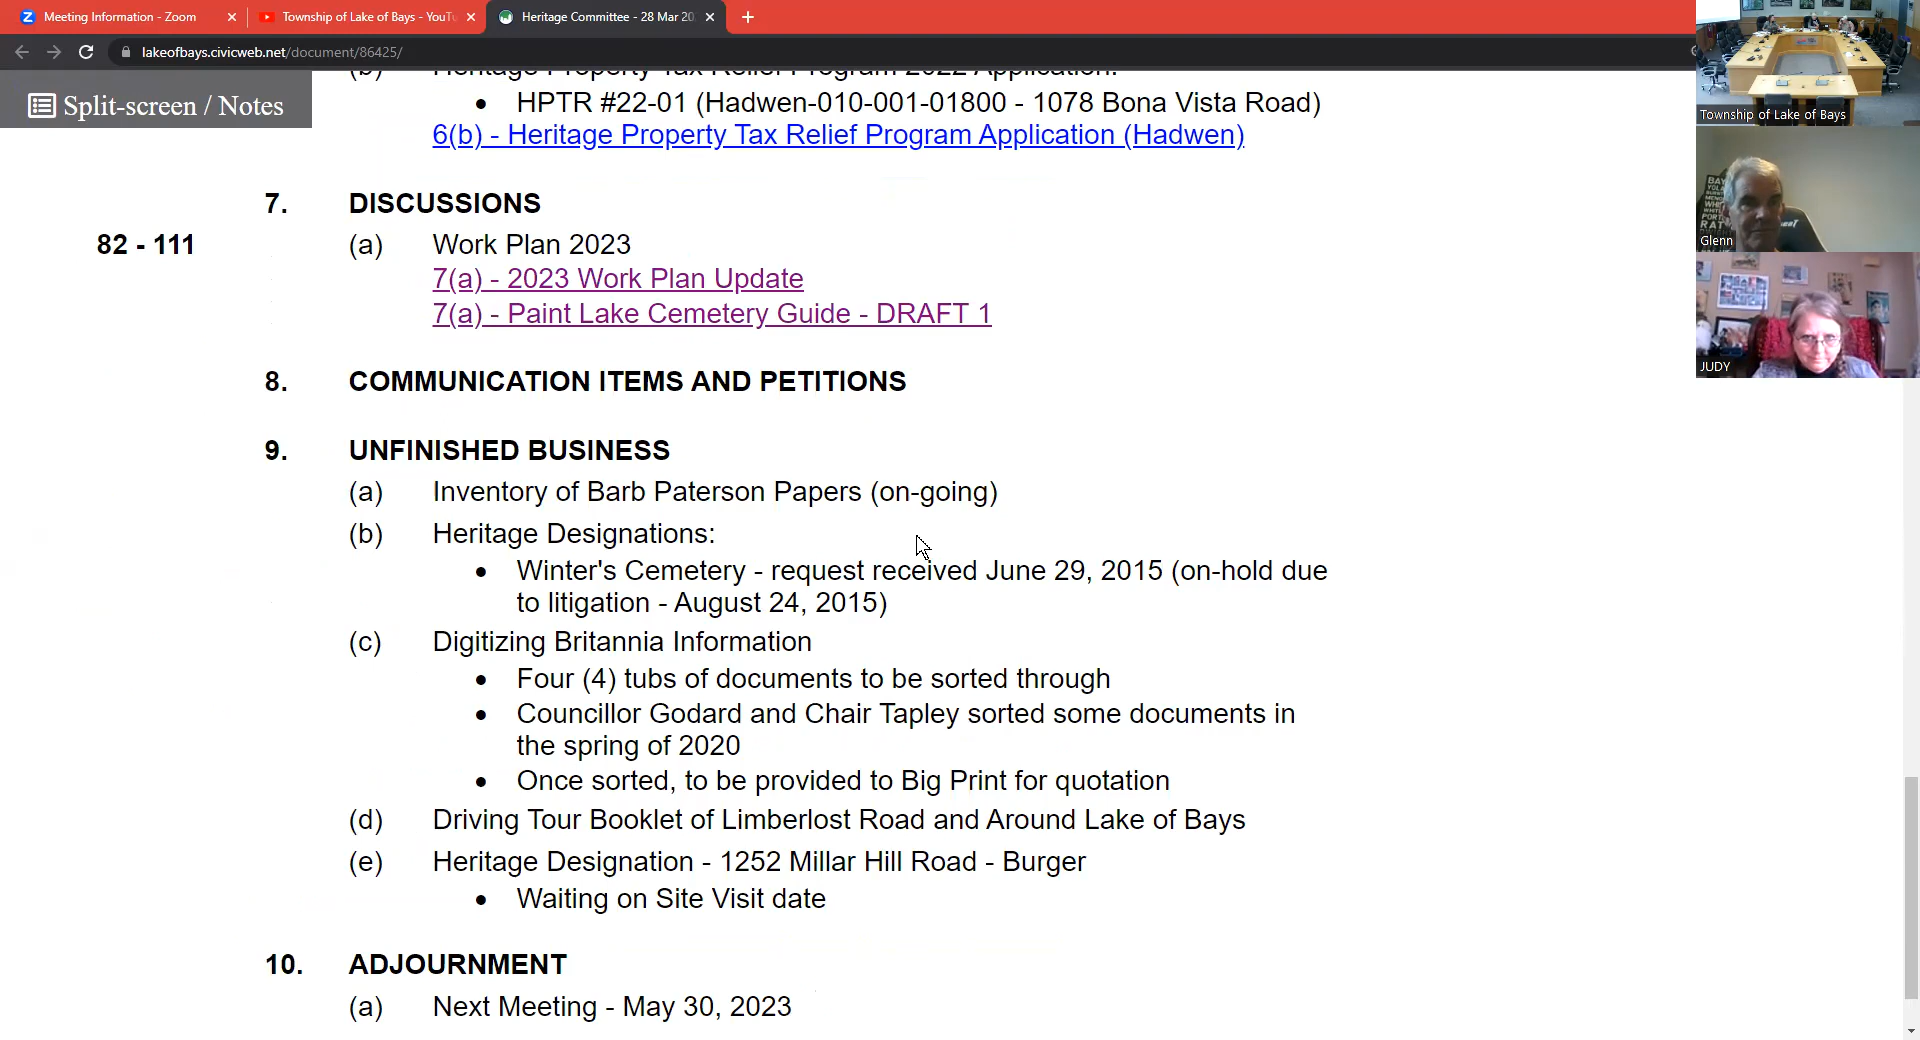 Meeting Information - Zoom
Township of Lake of Bays - YouTu
Heritage Committee - 28 Mar 20
lakeofbays.civicweb.net/document/86425/
Split-screen / Notes
(b) Heritage Property Tax Relief Program 2022 Application:
• HPTR #22-01 (Hadwen-010-001-01800 - 1078 Bona Vista Road)
6(b) - Heritage Property Tax Relief Program Application (Hadwen)
7. DISCUSSIONS
82 - 111 (a) Work Plan 2023
7(a) - 2023 Work Plan Update
7(a) - Paint Lake Cemetery Guide - DRAFT 1
8. COMMUNICATION ITEMS AND PETITIONS
9. UNFINISHED BUSINESS
(a) Inventory of Barb Paterson Papers (on-going)
(b) Heritage Designations:
• Winter's Cemetery - request received June 29, 2015 (on-hold due
to litigation - August 24, 2015)
(c) Digitizing Britannia Information
• Four (4) tubs of documents to be sorted through
• Councillor Godard and Chair Tapley sorted some documents in
the spring of 2020
• Once sorted, to be provided to Big Print for quotation
(d) Driving Tour Booklet of Limberlost Road and Around Lake of Bays
(e) Heritage Designation - 1252 Millar Hill Road - Burger
• Waiting on Site Visit date
10. ADJOURNMENT
(a) Next Meeting - May 30, 2023
Township of Lake of Bays
Glenn
JUDY